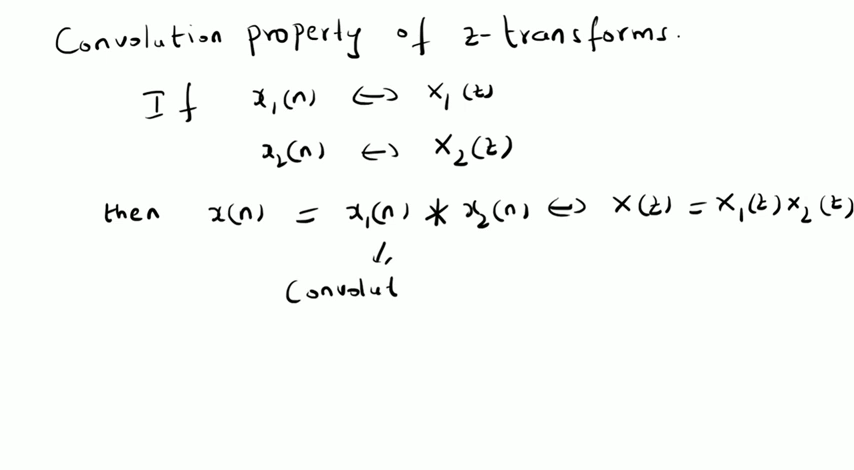 Convolution property of z-transforms.
If x₁(n) ↔ X₁(z)
x₂(n) ↔ X₂(z)
then x(n) = x₁(n) * x₂(n) ↔ X(z) = X₁(z) X₂(z)
↓
Convolut